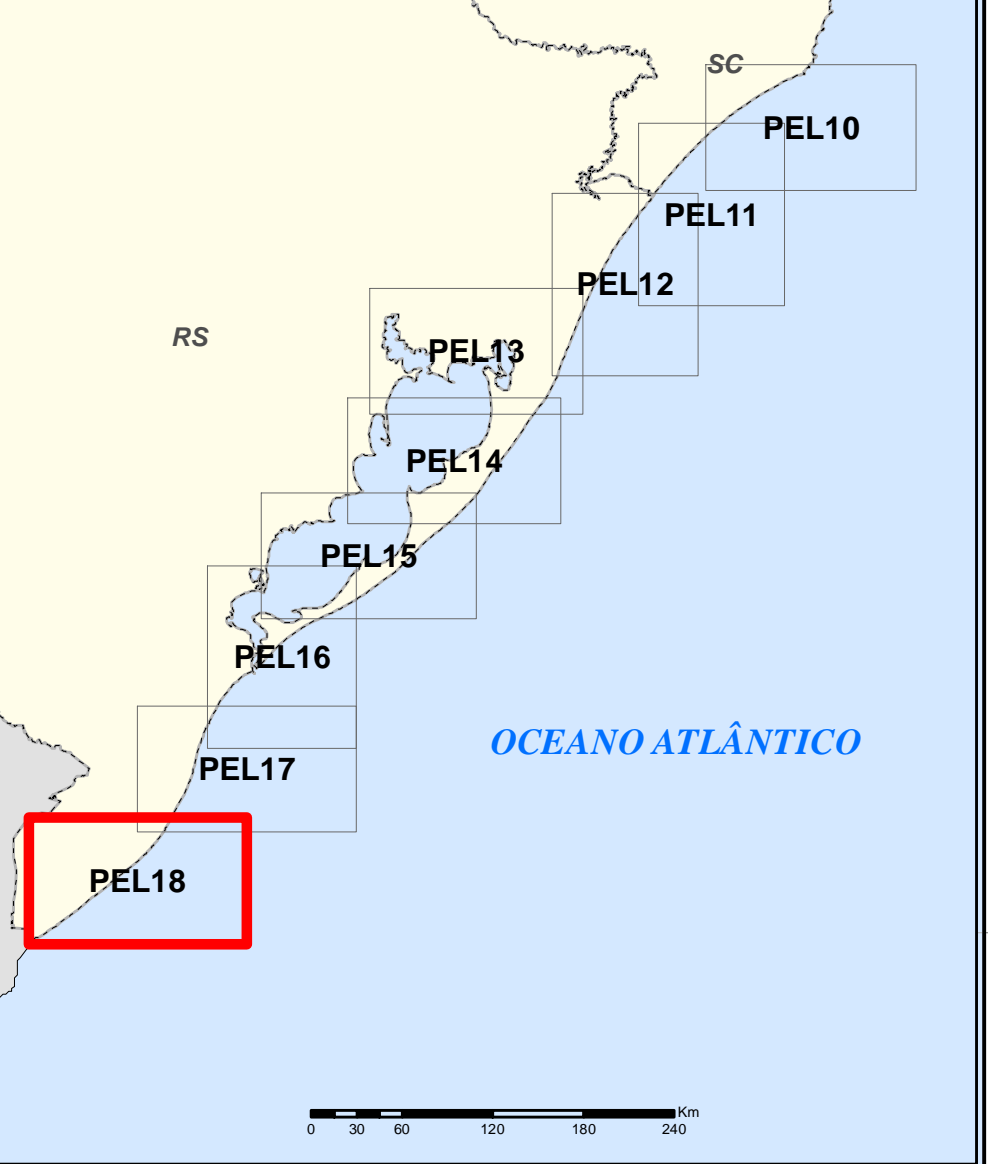 SC
PEL10
PEL11
PEL12
RS
PEL13
PEL14
PEL15
PEL16
OCEANO ATLÂNTICO
PEL17
PEL18
Km
0 30 60 120 180 240